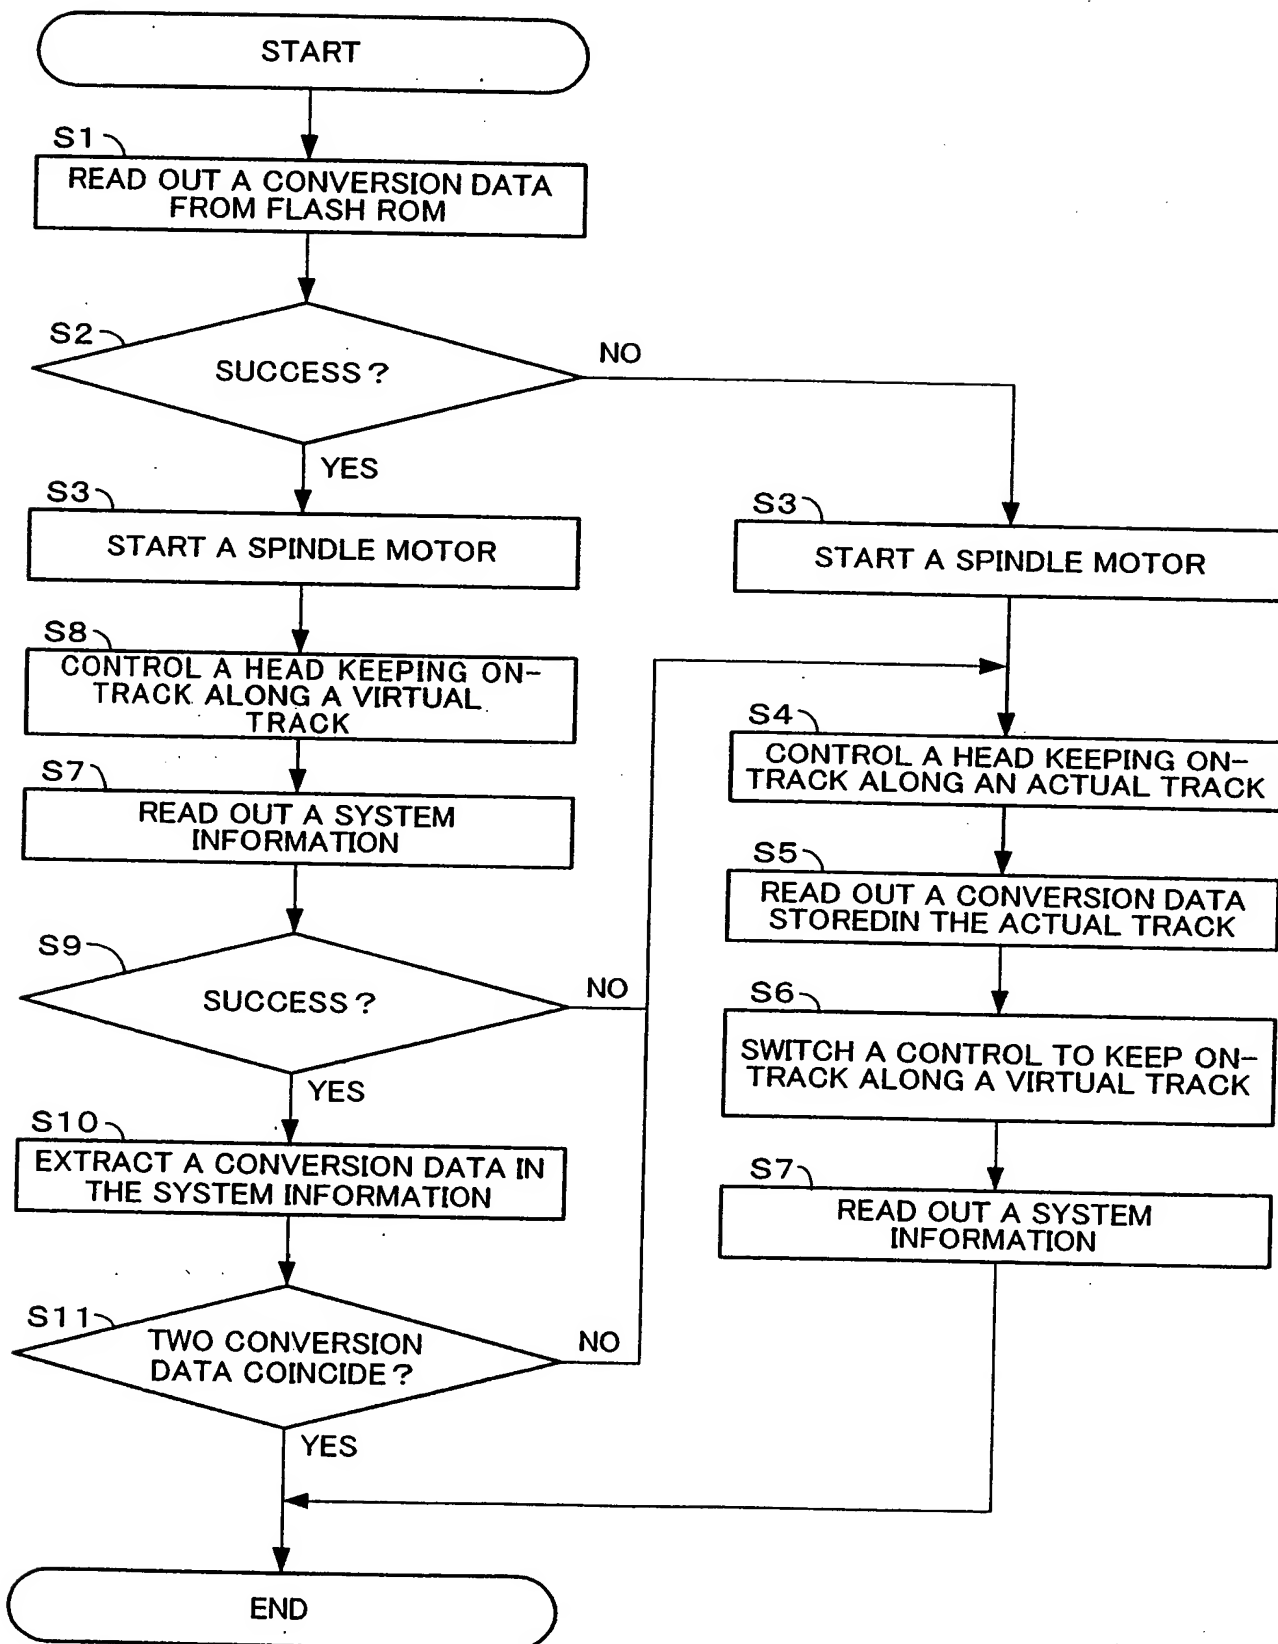 START
S1
READ OUT A CONVERSION DATA
FROM FLASH ROM
S2
SUCCESS?
NO
YES
S3
START A SPINDLE MOTOR
S8
CONTROL A HEAD KEEPING ON-
TRACK ALONG A VIRTUAL
TRACK
S7
READ OUT A SYSTEM
INFORMATION
S9
SUCCESS?
NO
YES
S10
EXTRACT A CONVERSION DATA IN
THE SYSTEM INFORMATION
S11
TWO CONVERSION
DATA COINCIDE?
NO
YES
S3
START A SPINDLE MOTOR
S4
CONTROL A HEAD KEEPING ON-
TRACK ALONG AN ACTUAL TRACK
S5
READ OUT A CONVERSION DATA
STOREDIN THE ACTUAL TRACK
S6
SWITCH A CONTROL TO KEEP ON-
TRACK ALONG A VIRTUAL TRACK
S7
READ OUT A SYSTEM
INFORMATION
END